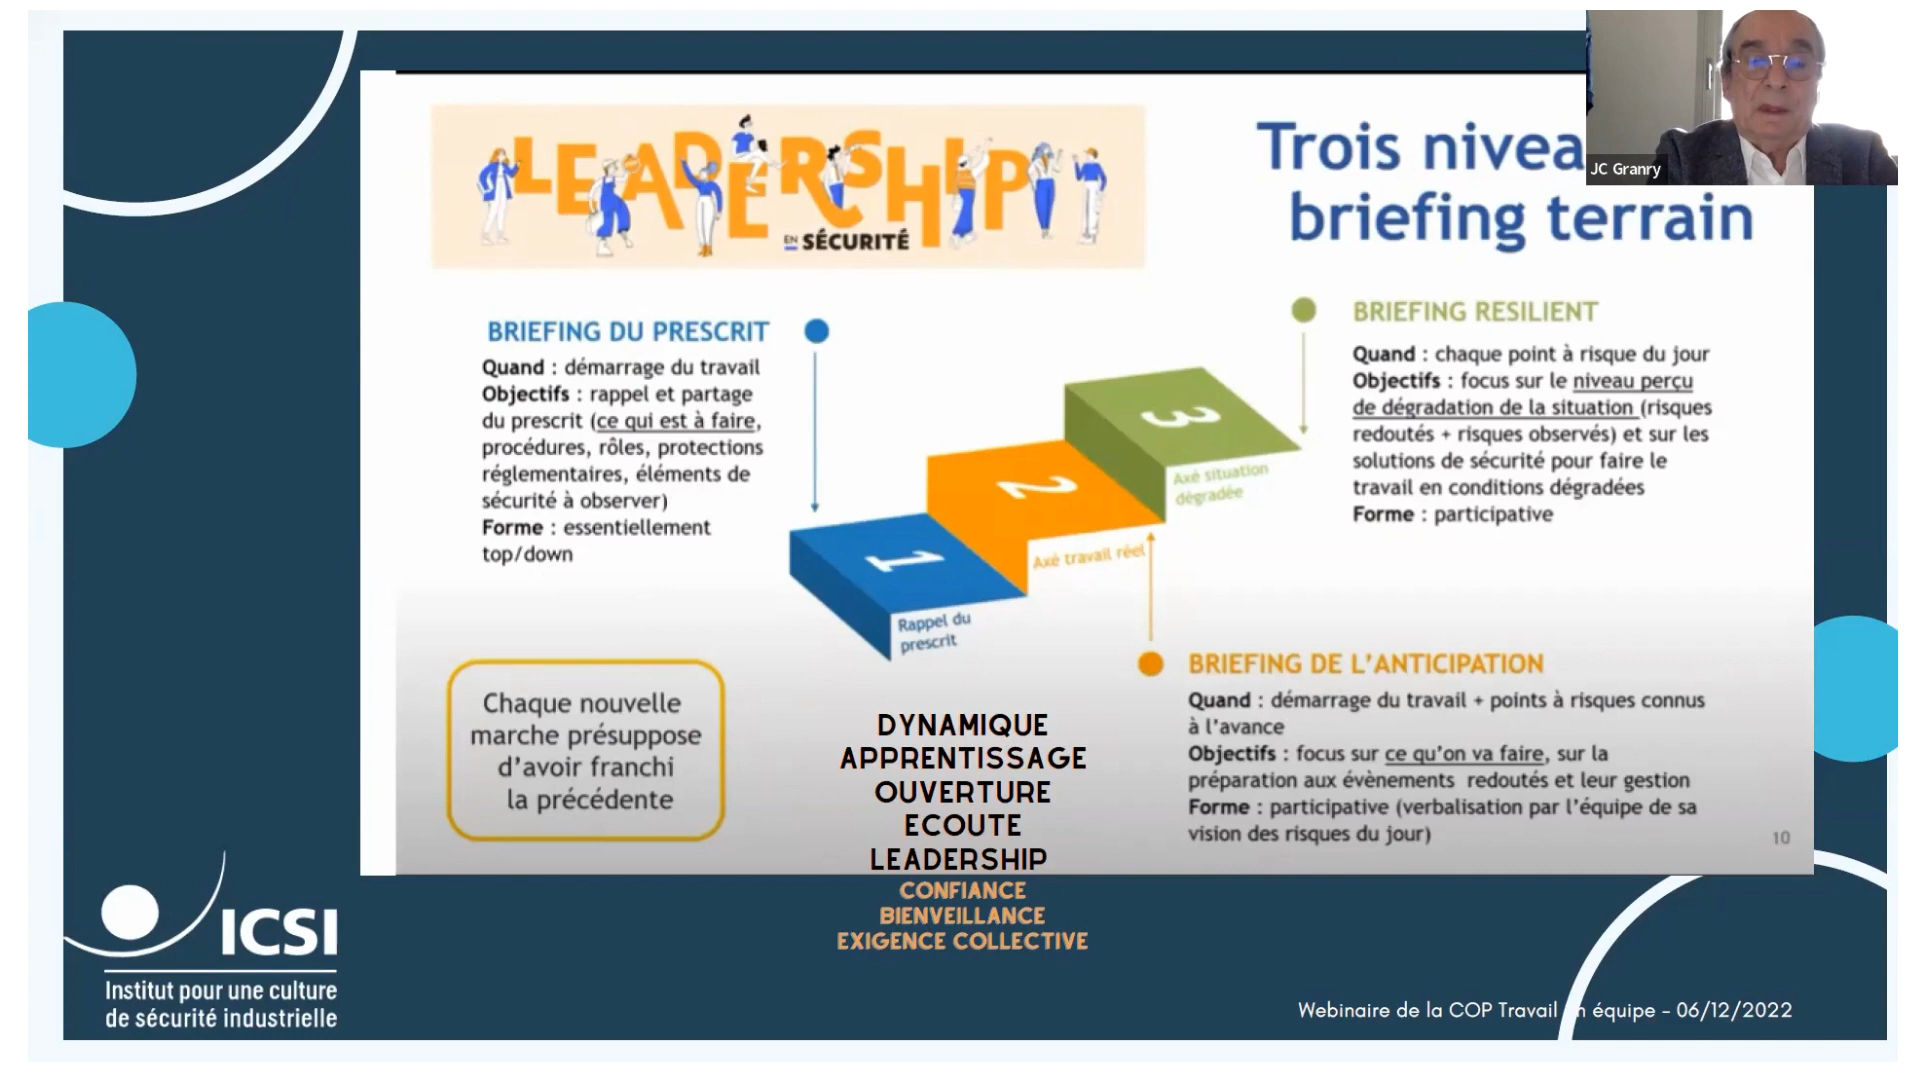 JC Granry
LEADERSHIP
EN SÉCURITÉ
Trois
briefing terrain
BRIEFING DU PRESCRIT
Quand : démarrage du travail
Objectifs : rappel et partage
du prescrit (ce qui est à faire,
procédures, rôles, protections
réglementaires, éléments de
sécurité à observer)
Forme : essentiellement
top/down
BRIEFING RESILIENT
Quand : chaque point à risque du jour
Objectifs : focus sur le niveau perçu
de dégradation de la situation (risques
redoutés + risques observés) et sur les
solutions de sécurité pour faire le
travail en conditions dégradées
Forme : participative
3
Axé situation
dégradée
2
Axé travail réel
1
Rappel du
prescrit
Chaque nouvelle
marche présuppose
d'avoir franchi
la précédente
DYNAMIQUE
APPRENTISSAGE
OUVERTURE
ECOUTE
LEADERSHIP
CONFIANCE
BIENVEILLANCE
EXIGENCE COLLECTIVE
BRIEFING DE L'ANTICIPATION
Quand : démarrage du travail + points à risques connus
à l'avance
Objectifs : focus sur ce qu'on va faire, sur la
préparation aux évènements redoutés et leur gestion
Forme : participative (verbalisation par l'équipe de sa
vision des risques du jour)
10
ICSI
Institut pour une culture
de sécurité industrielle
Webinaire de la COP Travail en équipe - 06/12/2022